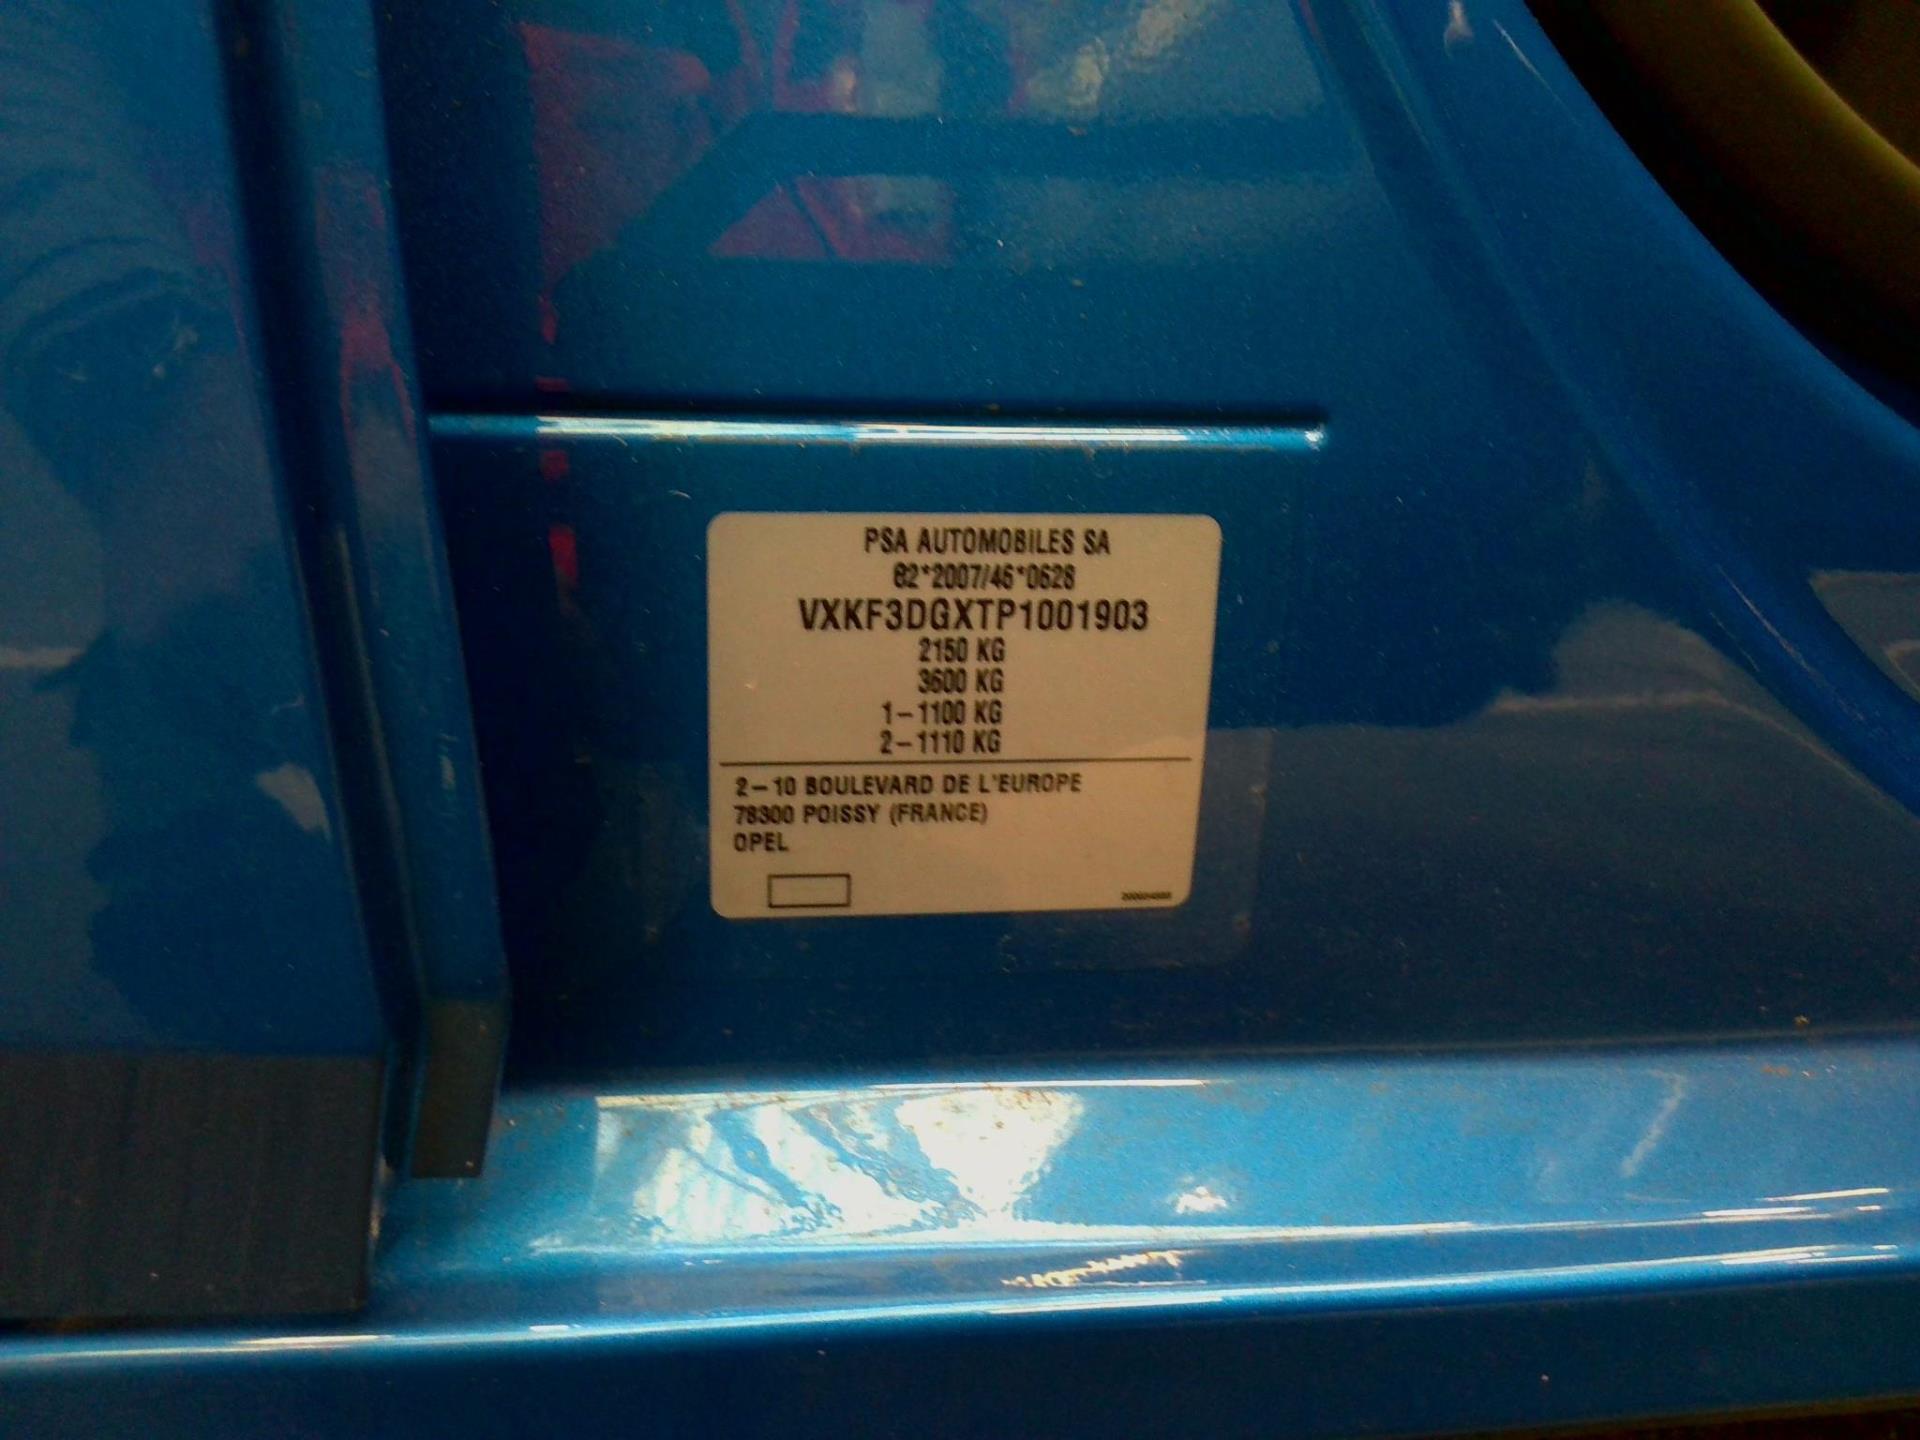 PSA AUTOMOBILES SA
e2*2007/46*0628
VXKF3DGXTP1001903
2150 KG
3600 KG
1-1100 KG
2-1110 KG
2-10 BOULEVARD DE L'EUROPE
78300 POISSY (FRANCE)
OPEL